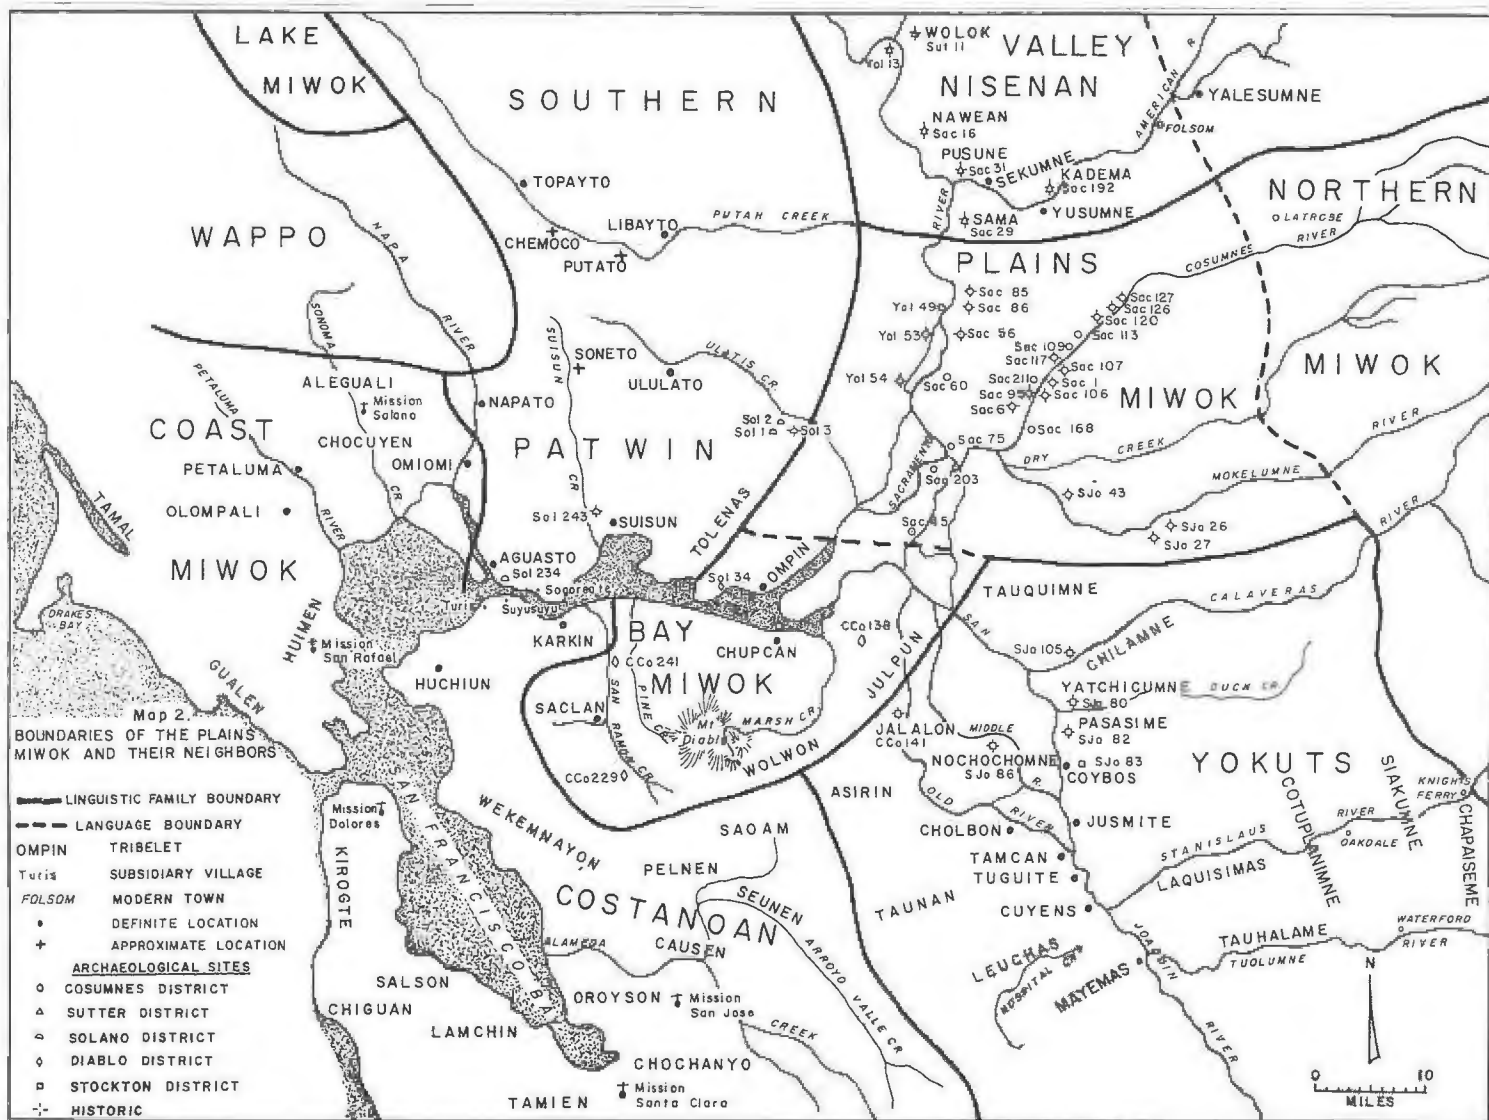 LAKE
MIWOK
SOUTHERN
WOLOK
Sut 11
Yol 13
VALLEY
NISENAN
AMERICAN R
YALESUMNE
FOLSOM
NAWEAN
Sac 16
PUSUNE
Sac 31
SEKUMNE
KADEMA
Sac 192
YUSUMNE
SAMA
Sac 29
RIVER
NORTHERN
LATROBE
COSUMNES
RIVER
TOPAYTO
LIBAYTO
PUTAH CREEK
CHEMOCO
PUTATO
WAPPO
NAPA
RIVER
PLAINS
Sac 85
Yol 49
Sac 86
Yol 53
Sac 56
Sac 127
Sac 126
Sac 120
Sac 113
Sac 109
Sac 117
Sac 107
Yol 54
Sac 60
Sac 211
Sac 1
Sac 95
Sac 106
Sac 6
Sac 168
MIWOK
MIWOK
SONOMA
CR
SUISUN
CR
SONETO
ULATIS CR.
ULULATO
ALEGUALI
Mission
Solano
NAPATO
PETALUMA
RIVER
COAST
CHOCUYEN
PATWIN
Sol 2
Sol 1
Sol 3
PETALUMA
OMIOMI
OLOMPALI
TAMAL
Sac 75
SACRAMENTO
Sac 203
DRY
CREEK
MOKELUMNE
RIVER
SJo 43
SJo 26
SJo 27
Sac 45
RIVER
Sol 243
SUISUN
TOLENAS
MIWOK
AGUASTO
Sol 234
Sol 34
OMPIN
TAUQUIMNE
CALAVERAS
Turis
Suyusuyu
DRAKES
BAY
HUIMEN
Mission
San Rafael
KARKIN
BAY
CHUPCAN
CCo 138
MIWOK
CCo 241
JULPUN
SAN
SJo 105
CHILAMNE
GUALEN
HUCHIUN
SACLAN
SAN RAMON CR.
PINE CR.
Mt
Diablo
MARSH CR.
WOLWON
JALALON
CCo 141
MIDDLE
R.
YATCHICUMNE
DUCK CR.
SJo 80
PASASIME
SJo 82
NOCHOCHOMNE
SJo 86
SJo 83
COYBOS
YOKUTS
CCo 229
Map 2.
BOUNDARIES OF THE PLAINS
MIWOK AND THEIR NEIGHBORS
LINGUISTIC FAMILY BOUNDARY
LANGUAGE BOUNDARY
OMPIN TRIBELET
Turis SUBSIDIARY VILLAGE
FOLSOM MODERN TOWN
DEFINITE LOCATION
APPROXIMATE LOCATION
ARCHAEOLOGICAL SITES
COSUMNES DISTRICT
SUTTER DISTRICT
SOLANO DISTRICT
DIABLO DISTRICT
STOCKTON DISTRICT
HISTORIC
Mission
Dolores
SAN FRANCISCO BA
KIROGTE
WEKEMNAYON
ASIRIN
OLD
RIVER
CHOLBON
JUSMITE
SAOAM
PELNEN
TAMCAN
TUGUITE
COSTANOAN
SEUNEN
ARROYO VALLE CR
TAUNAN
CUYENS
STANISLAUS
RIVER
LAQUISIMAS
OAKDALE
COTUPLANIMNE
SIAKUMNE
KNIGHTS
FERRY
CHAPAISEME
ALAMEDA
CAUSEN
CREEK
SALSON
CHIGUAN
LAMCHIN
OROYSON
Mission
San Jose
CHOCHANYO
TAMIEN
Mission
Santa Clara
LEUCHAS
HOSPITAL CR
MAYEMAS
JOAQUIN
RIVER
TAUHALAME
TUOLUMNE
RIVER
WATERFORD
N
0 10
MILES